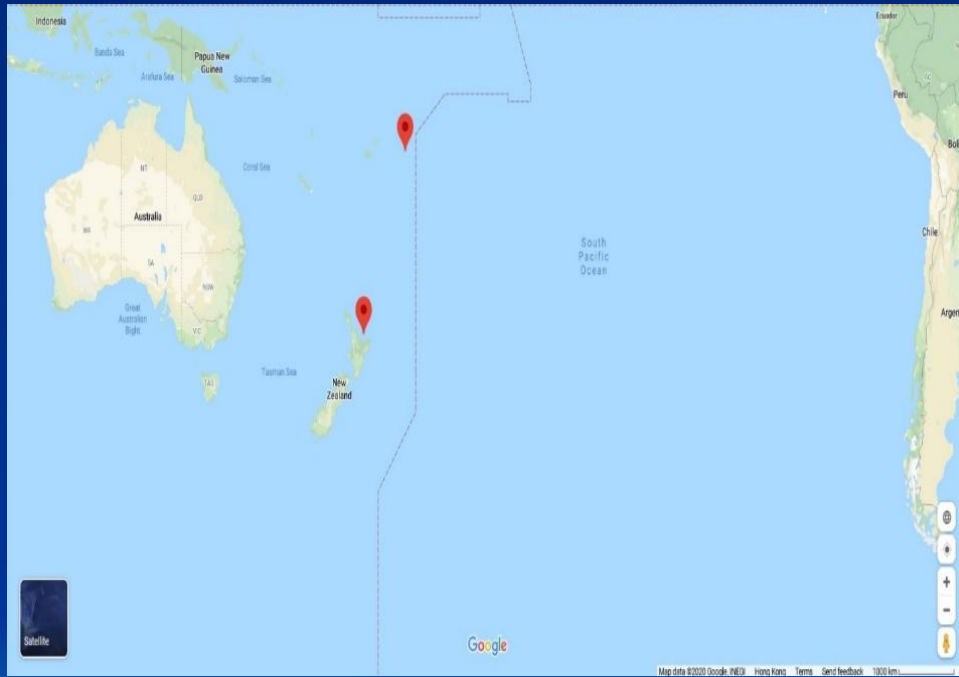 Indonesia
Ecuador
Banda Sea
Papua New
Guinea
Arafura Sea
Solomon Sea
Peru
Bol
NT
Coral Sea
QLD
Australia
WA
Chile
SA
South
Pacific
Ocean
NSW
Great
Australian
Bight
VIC
Argen
Tasman Sea
TAS
New
Zealand
Satellite
Google
Map data ©2020 Google, INEGI Hong Kong Terms Send feedback 1000 km